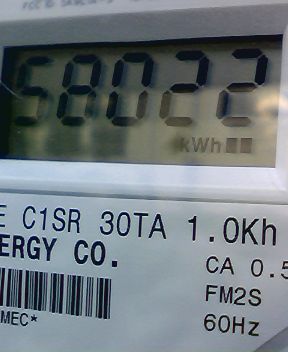 58022
kWh
E C1SR 30TA 1.0Kh
ERGY CO.
CA 0.5
FM2S
MEC*
60Hz